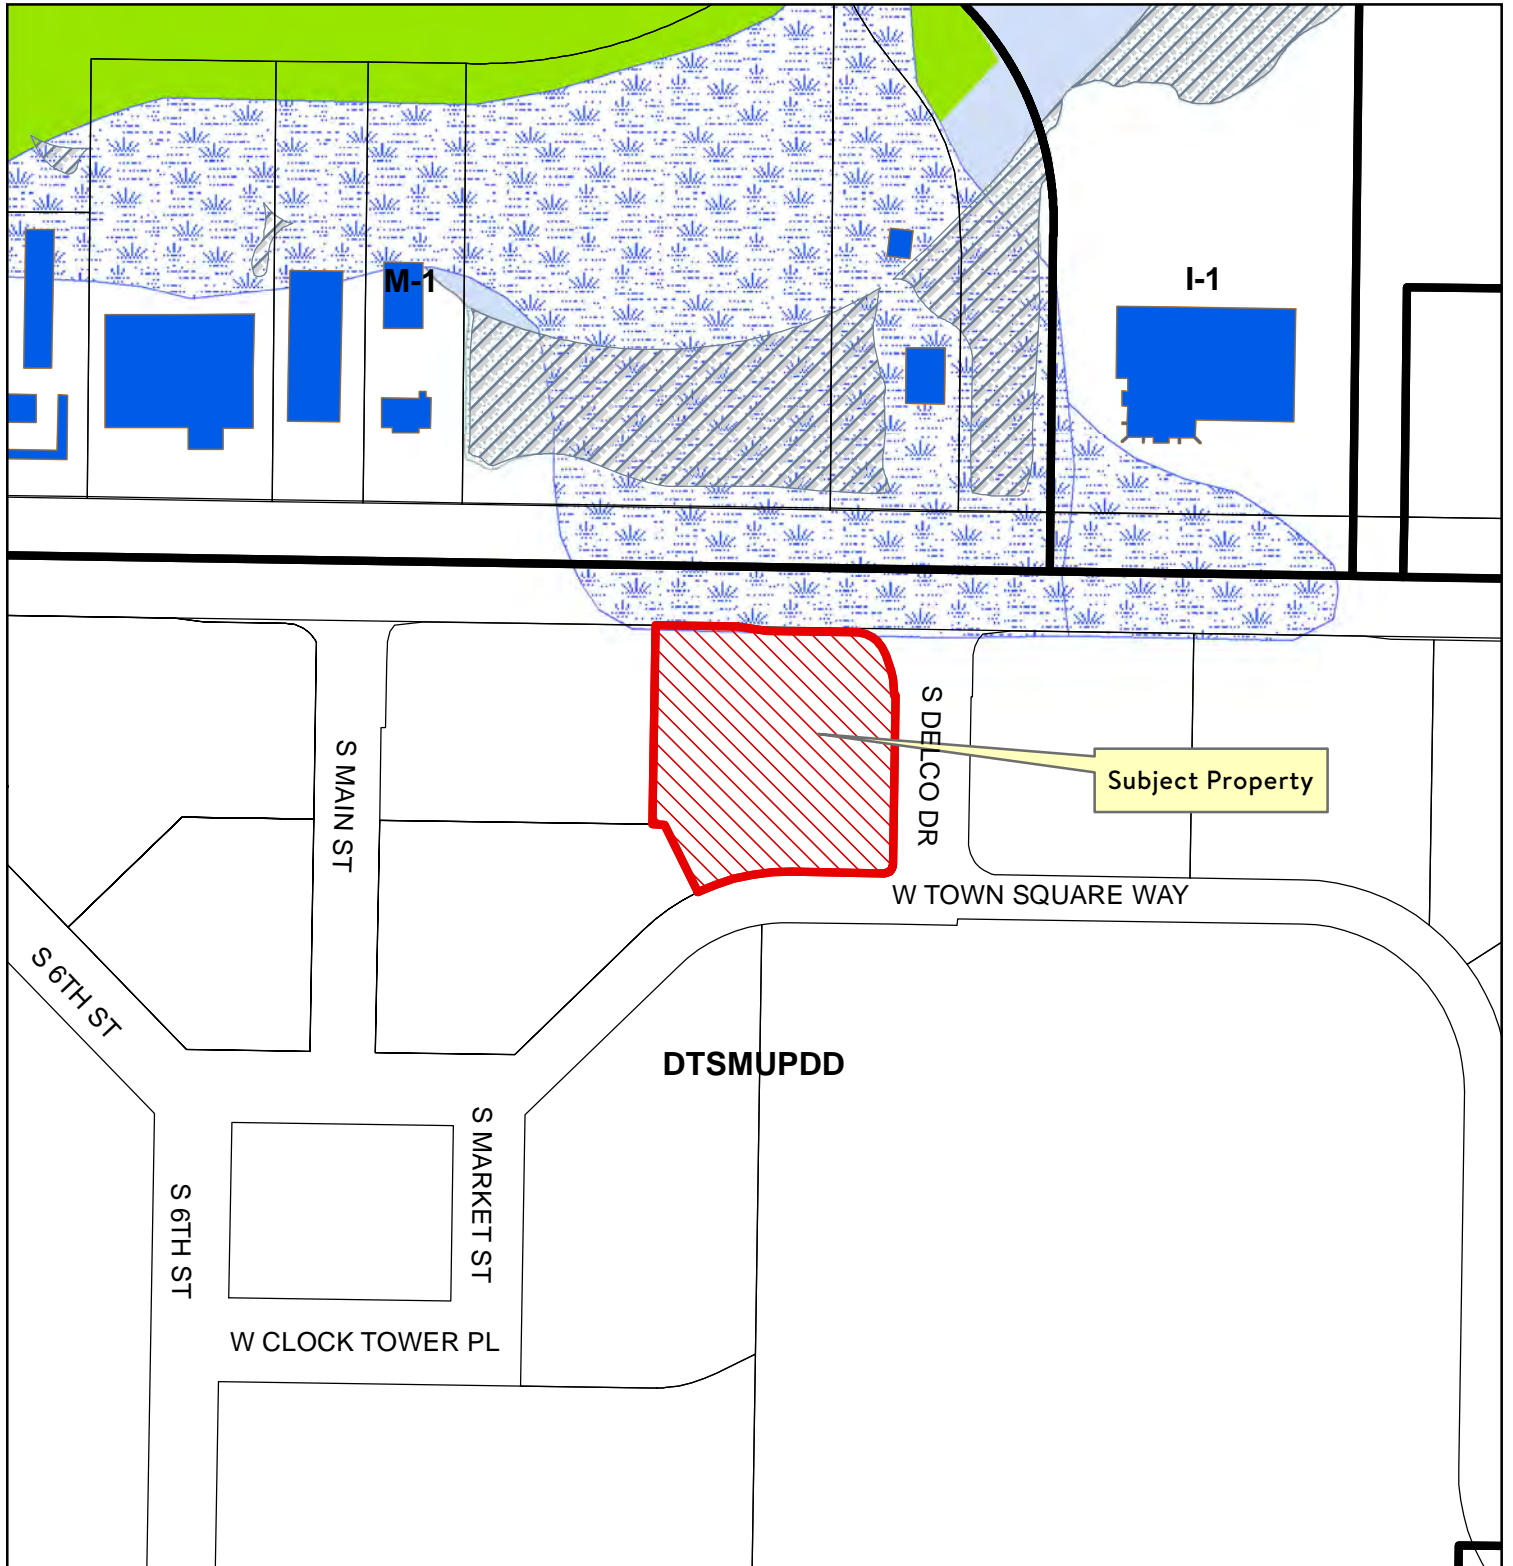 M-1
I-1
S DELCO DR
S MAIN ST
Subject Property
W TOWN SQUARE WAY
S 6TH ST
DTSMUPDD
S MARKET ST
S 6TH ST
W CLOCK TOWER PL